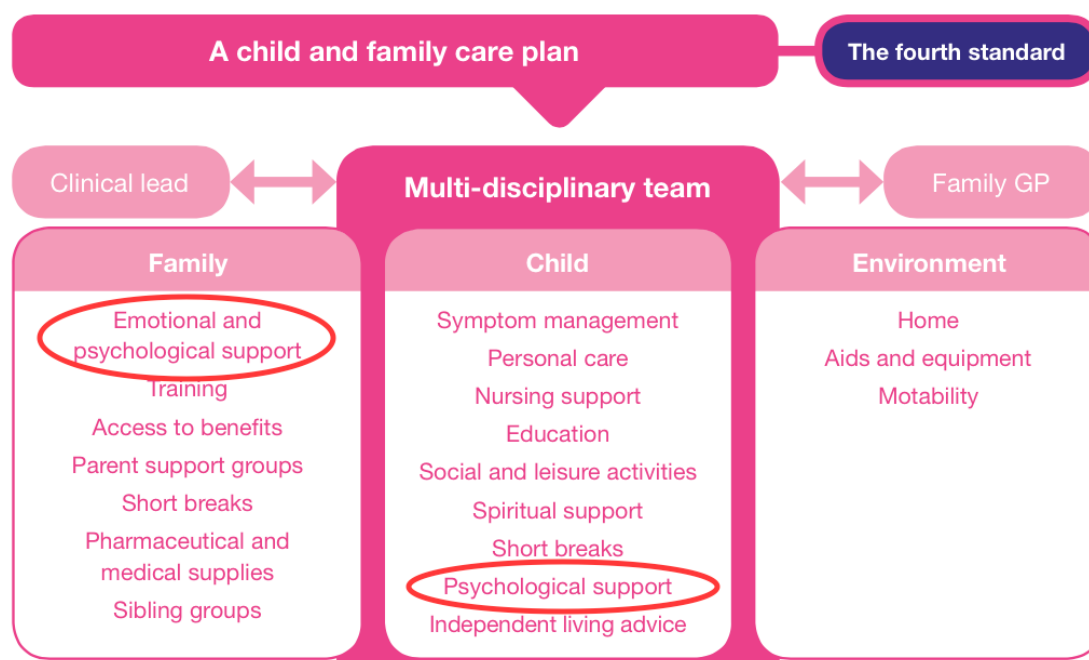 A child and family care plan
The fourth standard
Clinical lead
Multi-disciplinary team
Family GP
Family
Emotional and
psychological support
Training
Access to benefits
Parent support groups
Short breaks
Pharmaceutical and
medical supplies
Sibling groups
Child
Symptom management
Personal care
Nursing support
Education
Social and leisure activities
Spiritual support
Short breaks
Psychological support
Independent living advice
Environment
Home
Aids and equipment
Motability